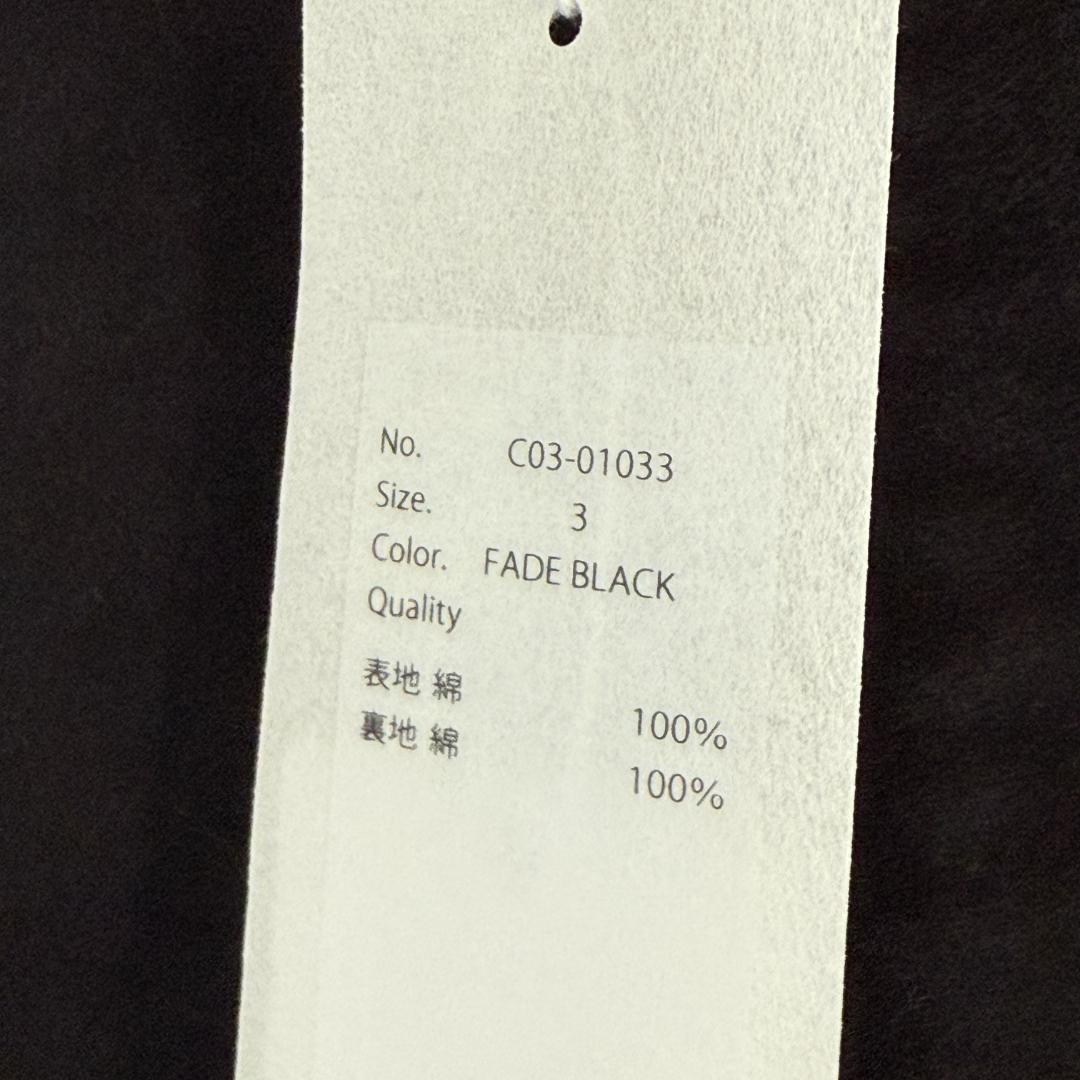 No. C03-01033
Size. 3
Color. FADE BLACK
Quality
表地 綿 100%
裏地 綿 100%